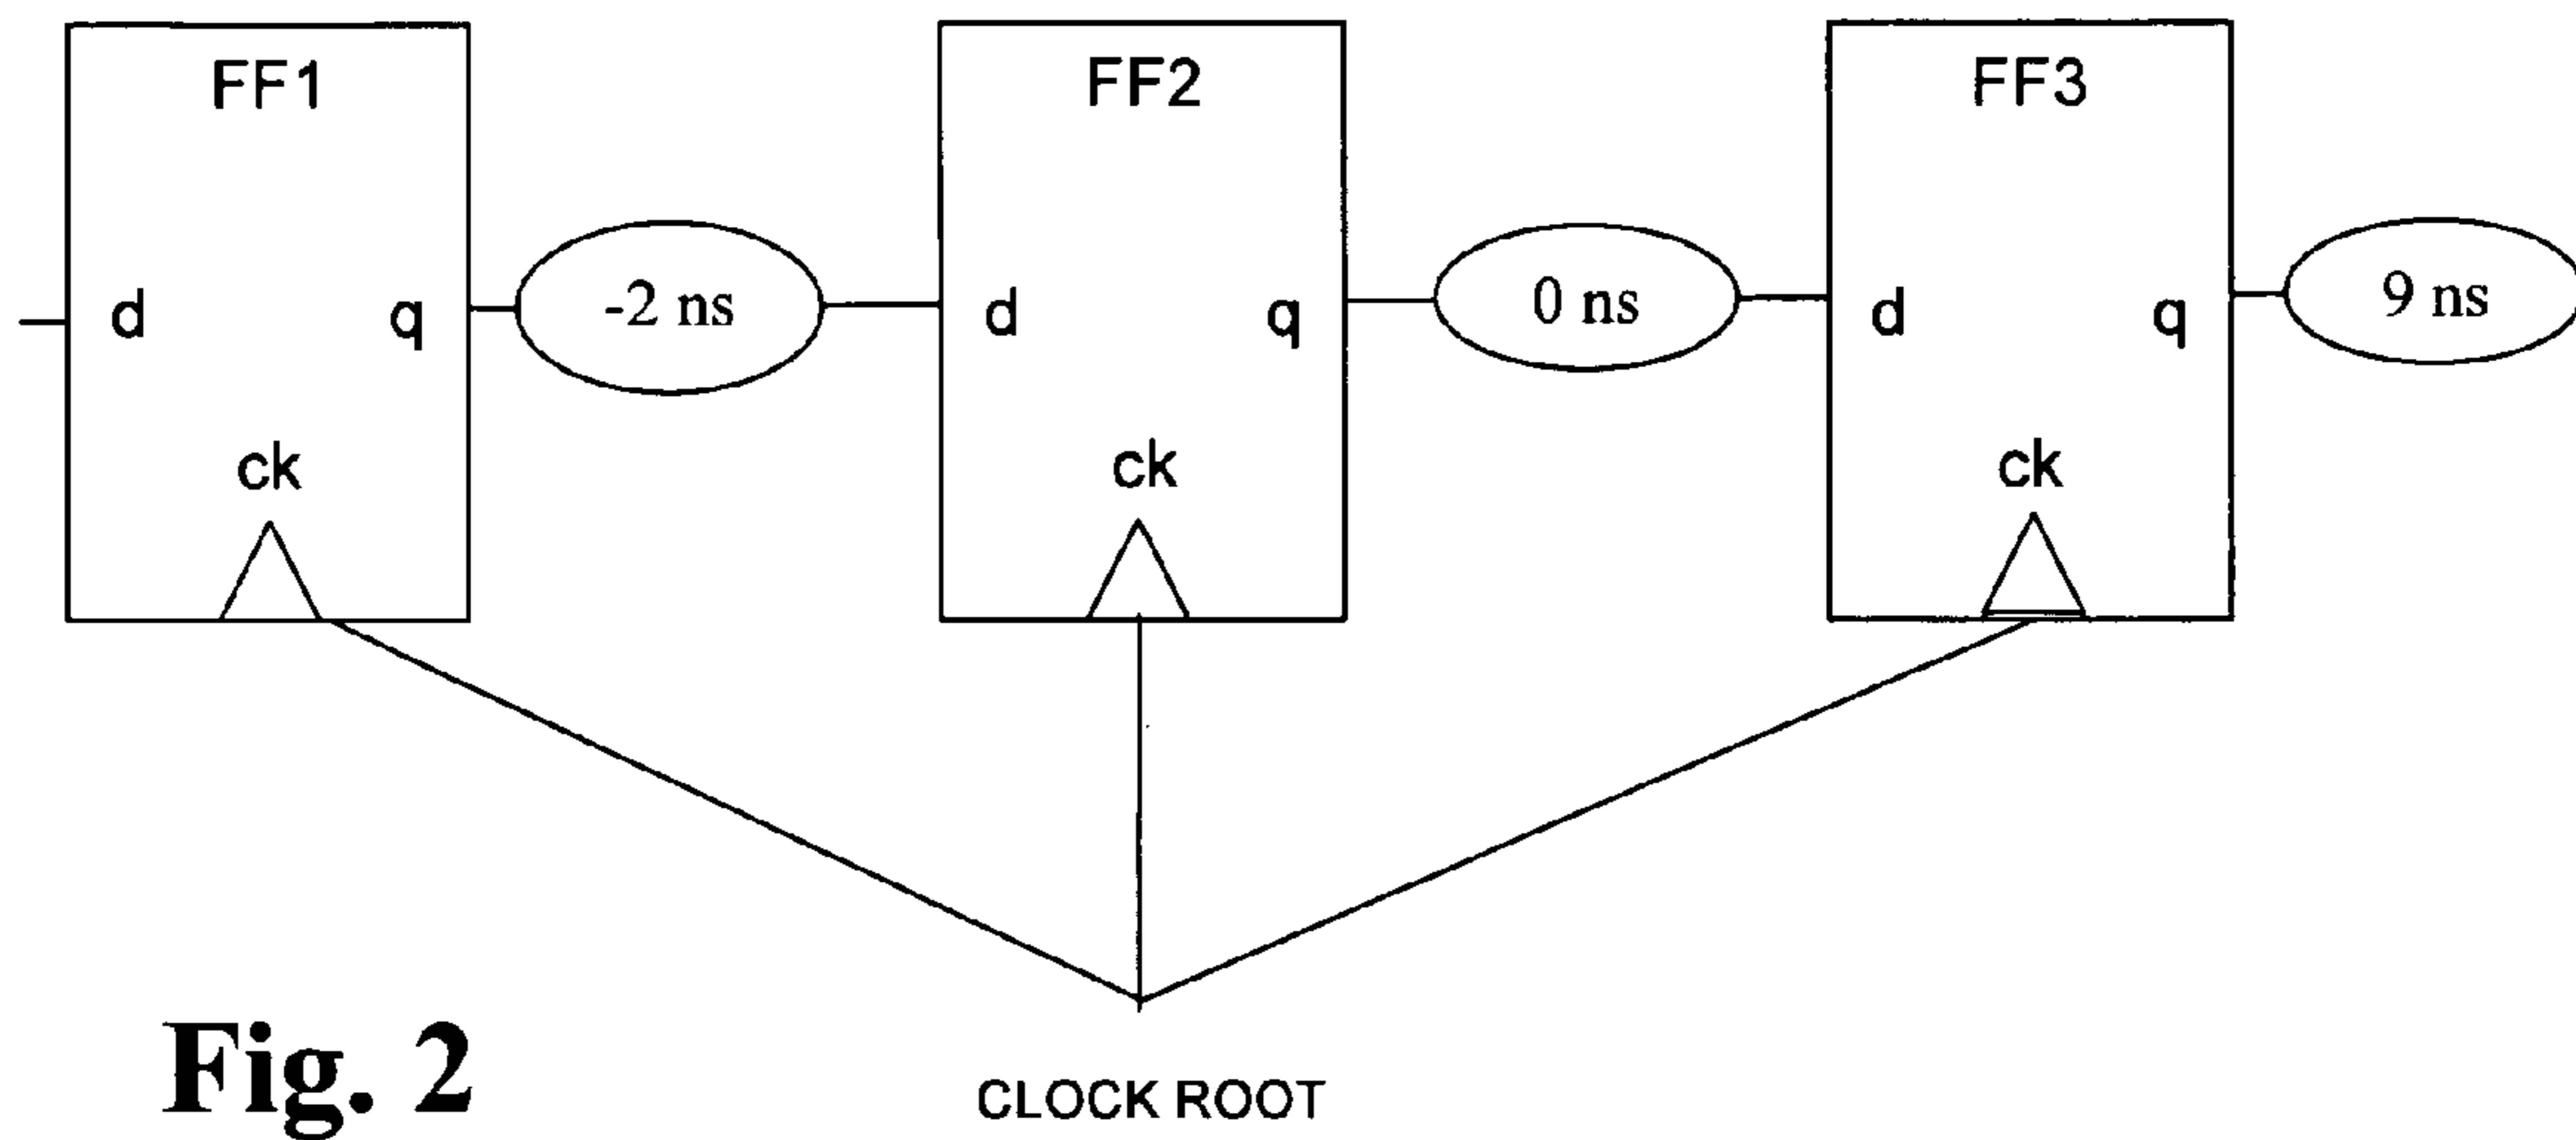 FF1
FF2
FF3
d
q
-2 ns
d
q
0 ns
d
q
9 ns
ck
ck
ck
Fig. 2
CLOCK ROOT